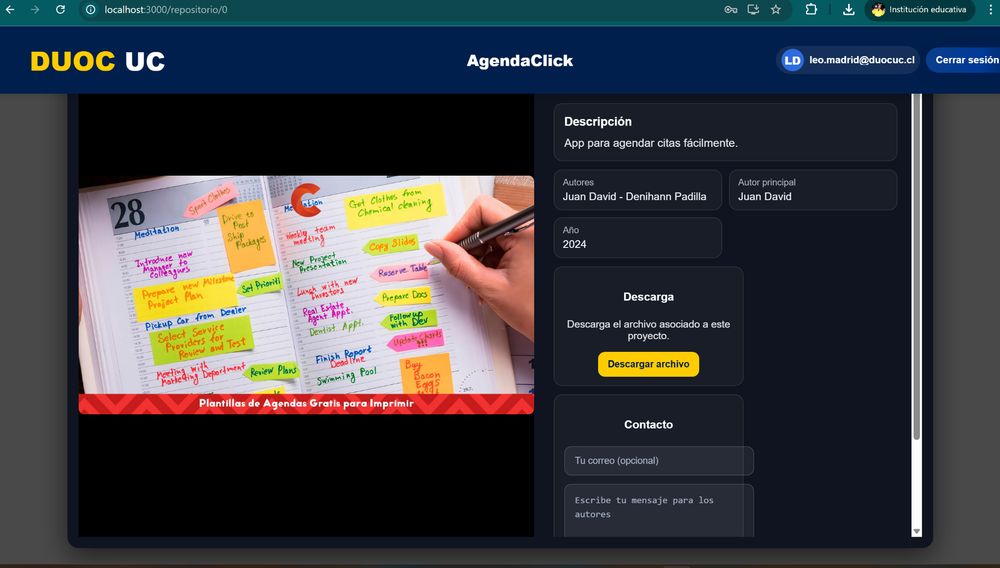 localhost:3000/repositorio/0
Institución educativa
DUOC UC
AgendaClick
LD
leo.madrid@duocuc.cl
Cerrar sesión
28
Meditation
Introduce new
Manager to
Colleagues
Prepare new Milestone
Project Plan
Pickup Car from Dealer
Select Service
Providers for
Review and Test
Meeting with
Marketing Department
Sport Clothes
Drive to
Post
Ship
Packages
Set Prioriti
Review Plans
Get Clothes from
Chemical cleaning
Weekly team
meeting
Copy Slides
New Project
Presentation
Reserve Table
Lunch with new
Investors
Prepare Docs
Real Estate
Agent Appt.
Follow up
with Dev
Dentist Appt.
Update Charts
!!!
Finish Report
Deadline
Swimming Pool
Buy
Bacon
Eggs
29.7.
Plantillas de Agendas Gratis para Imprimir
Descripción
App para agendar citas fácilmente.
Autores
Juan David - Denihann Padilla
Autor principal
Juan David
Año
2024
Descarga
Descarga el archivo asociado a este
proyecto.
Descargar archivo
Contacto
Tu correo (opcional)
Escribe tu mensaje para los
autores